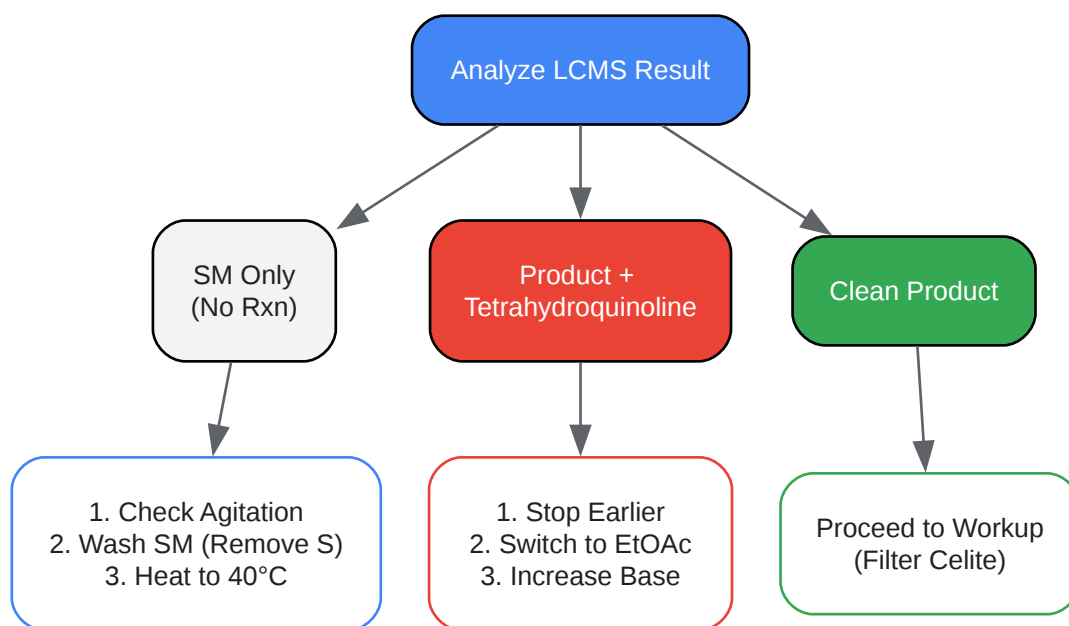 Analyze LCMS Result
SM Only
(No Rxn)
Product +
Tetrahydroquinoline
Clean Product
1. Check Agitation
2. Wash SM (Remove S)
3. Heat to 40°C
1. Stop Earlier
2. Switch to EtOAc
3. Increase Base
Proceed to Workup
(Filter Celite)